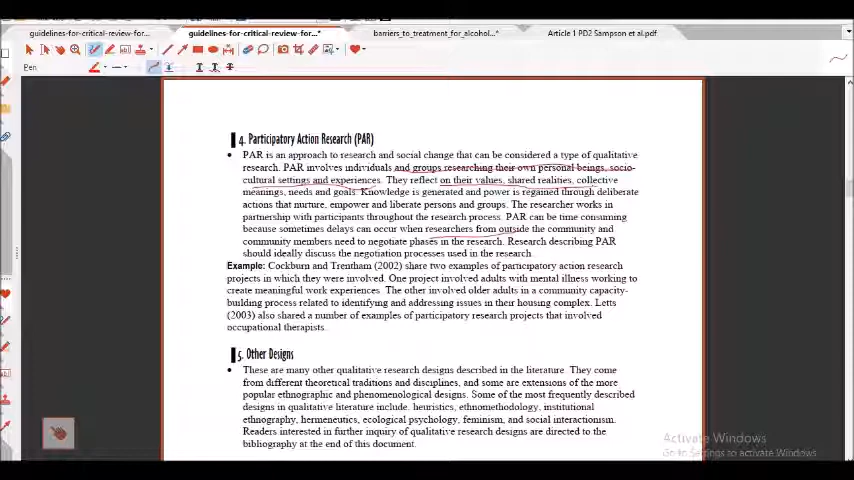 guidelines-for-critical-review-for-...
guidelines-for-critical-review-for...*
barriers_to_treatment_for_alcohol...*
Article 1 PD2 Sampson et al.pdf
Pen
4. Participatory Action Research (PAR)
• PAR is an approach to research and social change that can be considered a type of qualitative
research. PAR involves individuals and groups researching their own personal beings, socio-
cultural settings and experiences. They reflect on their values, shared realities, collective
meanings, needs and goals. Knowledge is generated and power is regained through deliberate
actions that nurture, empower and liberate persons and groups. The researcher works in
partnership with participants throughout the research process. PAR can be time consuming
because sometimes delays can occur when researchers from outside the community and
community members need to negotiate phases in the research. Research describing PAR
should ideally discuss the negotiation processes used in the research.
Example: Cockburn and Trentham (2002) share two examples of participatory action research
projects in which they were involved. One project involved adults with mental illness working to
create meaningful work experiences. The other involved older adults in a community capacity-
building process related to identifying and addressing issues in their housing complex. Letts
(2003) also shared a number of examples of participatory research projects that involved
occupational therapists.
5. Other Designs
• These are many other qualitative research designs described in the literature. They come
from different theoretical traditions and disciplines, and some are extensions of the more
popular ethnographic and phenomenological designs. Some of the most frequently described
designs in qualitative literature include. heuristics, ethnomethodology, institutional
ethnography, hermeneutics, ecological psychology, feminism, and social interactionism.
Readers interested in further inquiry of qualitative research designs are directed to the
bibliography at the end of this document.
Activate Windows
Go to Settings to activate Windows.